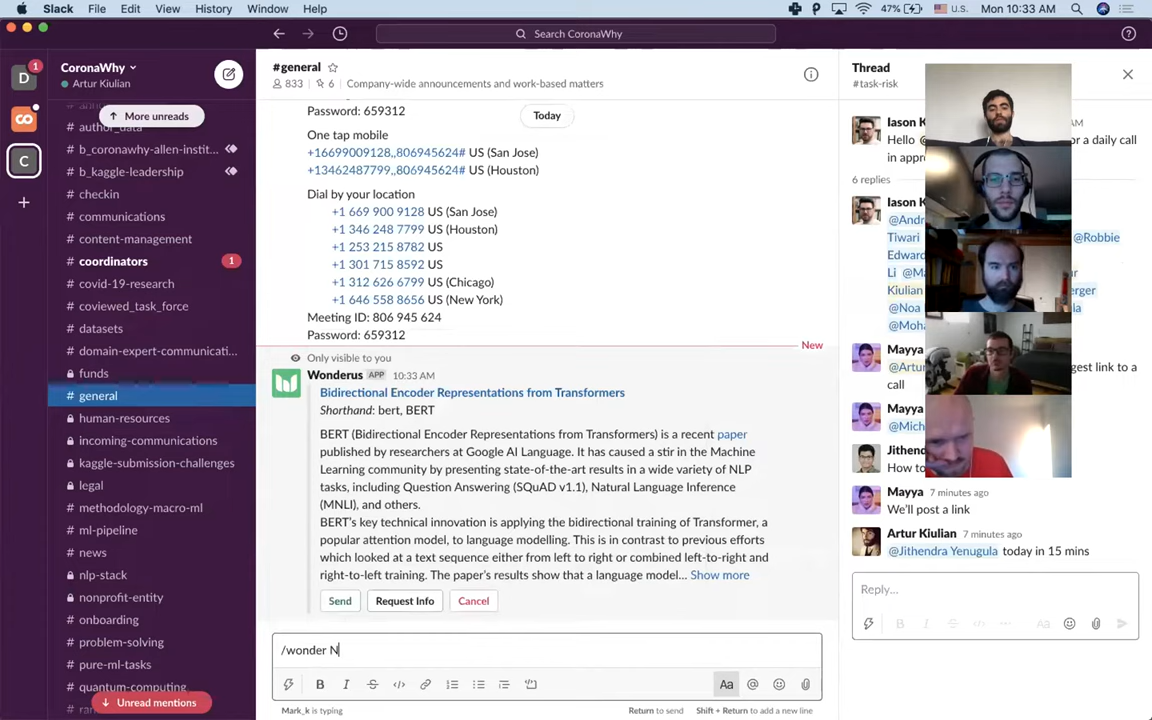 Slack File Edit View History Window Help
47% U.S. Mon 10:33 AM
Search CoronaWhy
D 1
C
CoronaWhy
Artur Kiulian
More unreads
author_data
b_coronawhy-allen-instit...
b_kaggle-leadership
checkin
communications
content-management
coordinators 1
covid-19-research
coviewed_task_force
datasets
domain-expert-communicati...
funds
general
human-resources
incoming-communications
kaggle-submission-challenges
legal
methodology-macro-ml
ml-pipeline
news
nlp-stack
nonprofit-entity
onboarding
problem-solving
pure-ml-tasks
quantum-computing
Unread mentions
#general
833 6 Company-wide announcements and work-based matters
Password: 659312
Today
One tap mobile
+16699009128,,806945624# US (San Jose)
+13462487799,,806945624# US (Houston)
Dial by your location
+1 669 900 9128 US (San Jose)
+1 346 248 7799 US (Houston)
+1 253 215 8782 US
+1 301 715 8592 US
+1 312 626 6799 US (Chicago)
+1 646 558 8656 US (New York)
Meeting ID: 806 945 624
Password: 659312
New
Only visible to you
Wonderus APP 10:33 AM
Bidirectional Encoder Representations from Transformers
Shorthand: bert, BERT
BERT (Bidirectional Encoder Representations from Transformers) is a recent paper
published by researchers at Google AI Language. It has caused a stir in the Machine
Learning community by presenting state-of-the-art results in a wide variety of NLP
tasks, including Question Answering (SQuAD v1.1), Natural Language Inference
(MNLI), and others.
BERT's key technical innovation is applying the bidirectional training of Transformer, a
popular attention model, to language modelling. This is in contrast to previous efforts
which looked at a text sequence either from left to right or combined left-to-right and
right-to-left training. The paper's results show that a language model... Show more
Send Request Info Cancel
/wonder N
Aa
Mark_k is typing
Return to send Shift + Return to add a new line
Thread
#task-risk
Iason K
Hello @ or a daily call
in appr
6 replies
Iason K
@Andr
Tiwari @Robbie
Edward
Li @Ma
Kiulian erger
@Noa
@Moha
Mayya
@Artur gest link to a
call
Mayya
@Mich
Jithend
How to
Mayya 7 minutes ago
We'll post a link
Artur Kiulian 7 minutes ago
@Jithendra Yenugula today in 15 mins
Reply...
Aa